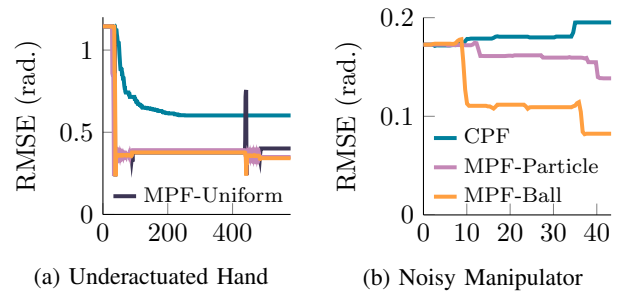 RMSE (rad.)
1
0.5
0
0
200
400
MPF-Uniform
(a) Underactuated Hand
RMSE (rad.)
0.2
0.1
0
0
10
20
30
40
CPF
MPF-Particle
MPF-Ball
(b) Noisy Manipulator